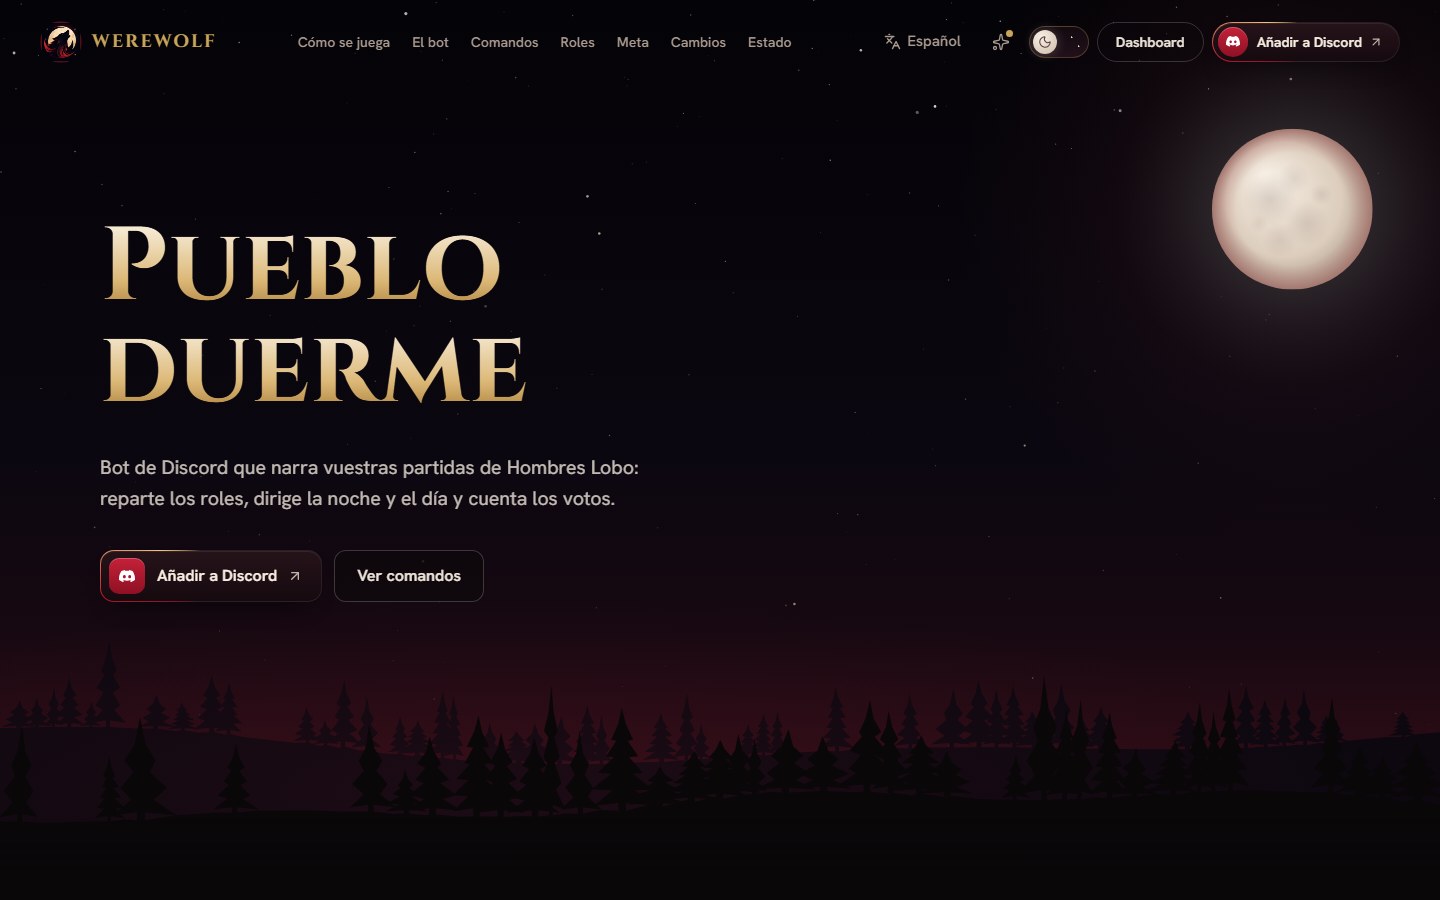 WEREWOLF
Cómo se juega
El bot
Comandos
Roles
Meta
Cambios
Estado
Español
Dashboard
Añadir a Discord
PUEBLO
DUERME
Bot de Discord que narra vuestras partidas de Hombres Lobo:
reparte los roles, dirige la noche y el día y cuenta los votos.
Añadir a Discord
Ver comandos